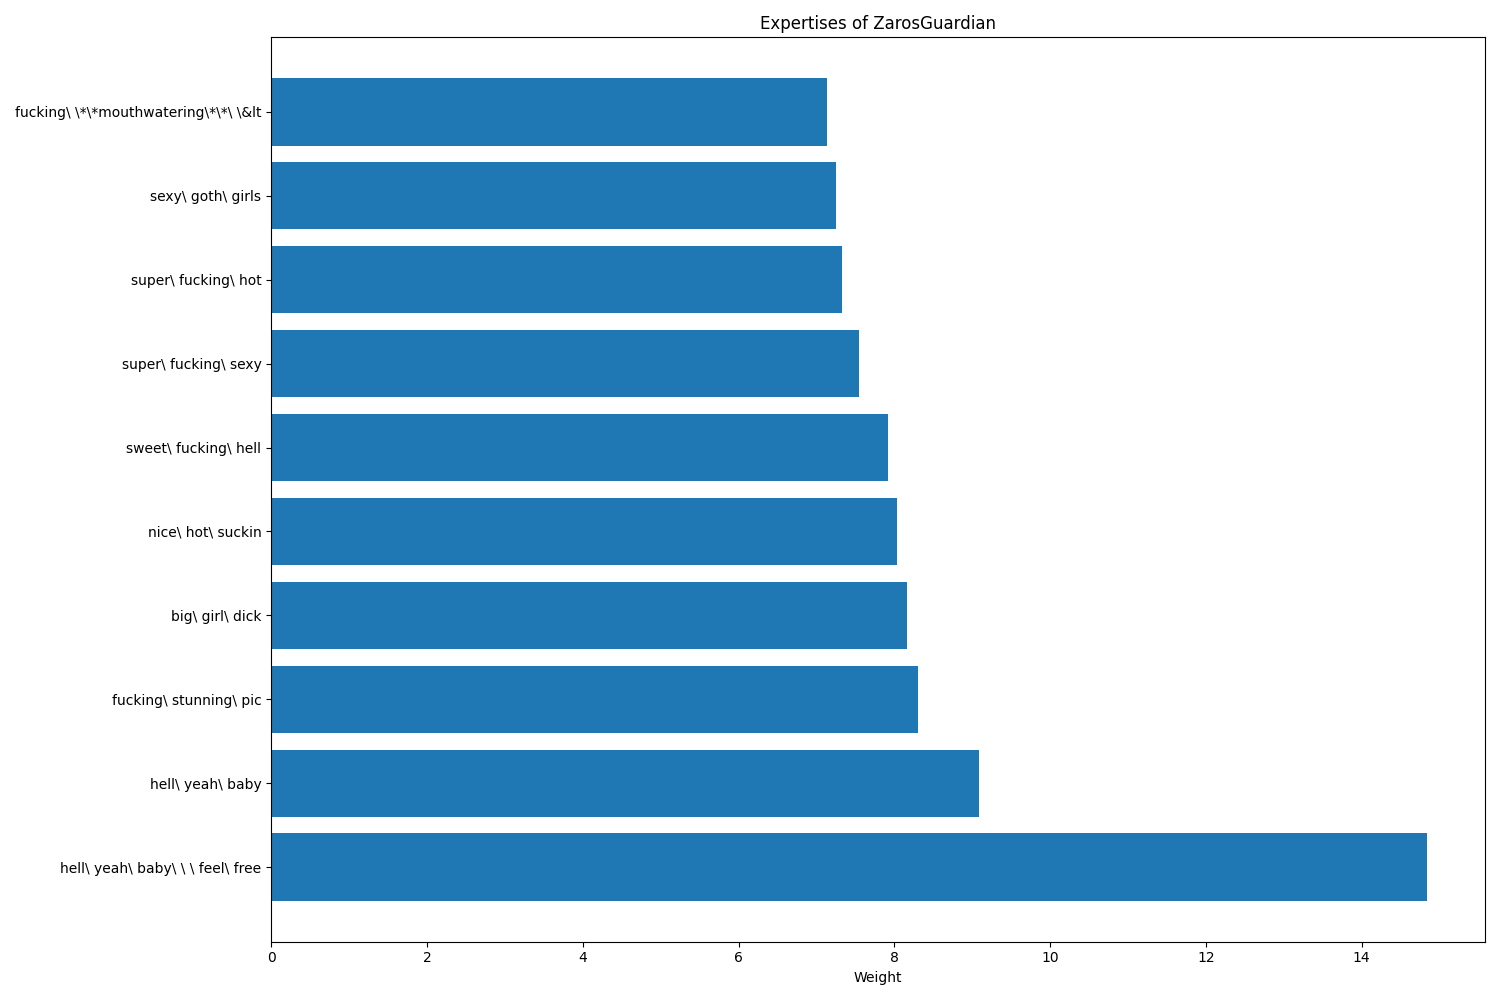 Expertises of ZarosGuardian
fucking\ \*\*mouthwatering\*\*\ \&lt
sexy\ goth\ girls
super\ fucking\ hot
super\ fucking\ sexy
sweet\ fucking\ hell
nice\ hot\ suckin
big\ girl\ dick
fucking\ stunning\ pic
hell\ yeah\ baby
hell\ yeah\ baby\ \ \ feel\ free
0 2 4 6 8 10 12 14
Weight